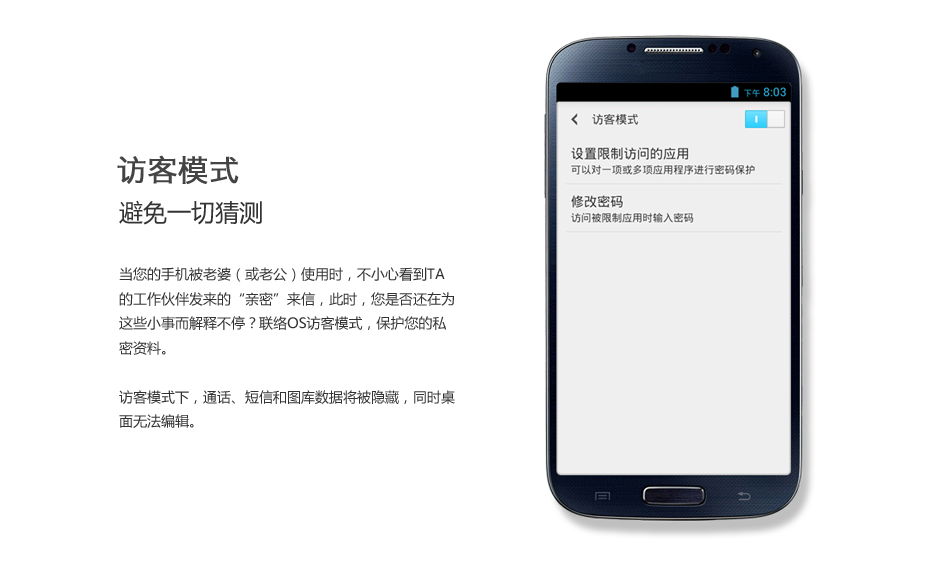 访客模式
避免一切猜测
当您的手机被老婆（或老公）使用时，不小心看到TA
的工作伙伴发来的“亲密”来信，此时，您是否还在为
这些小事而解释不停？联络OS访客模式，保护您的私
密资料。
访客模式下，通话、短信和图库数据将被隐藏，同时桌
面无法编辑。
下午 8:03
访客模式
设置限制访问的应用
可以对一项或多项应用程序进行密码保护
修改密码
访问被限制应用时输入密码